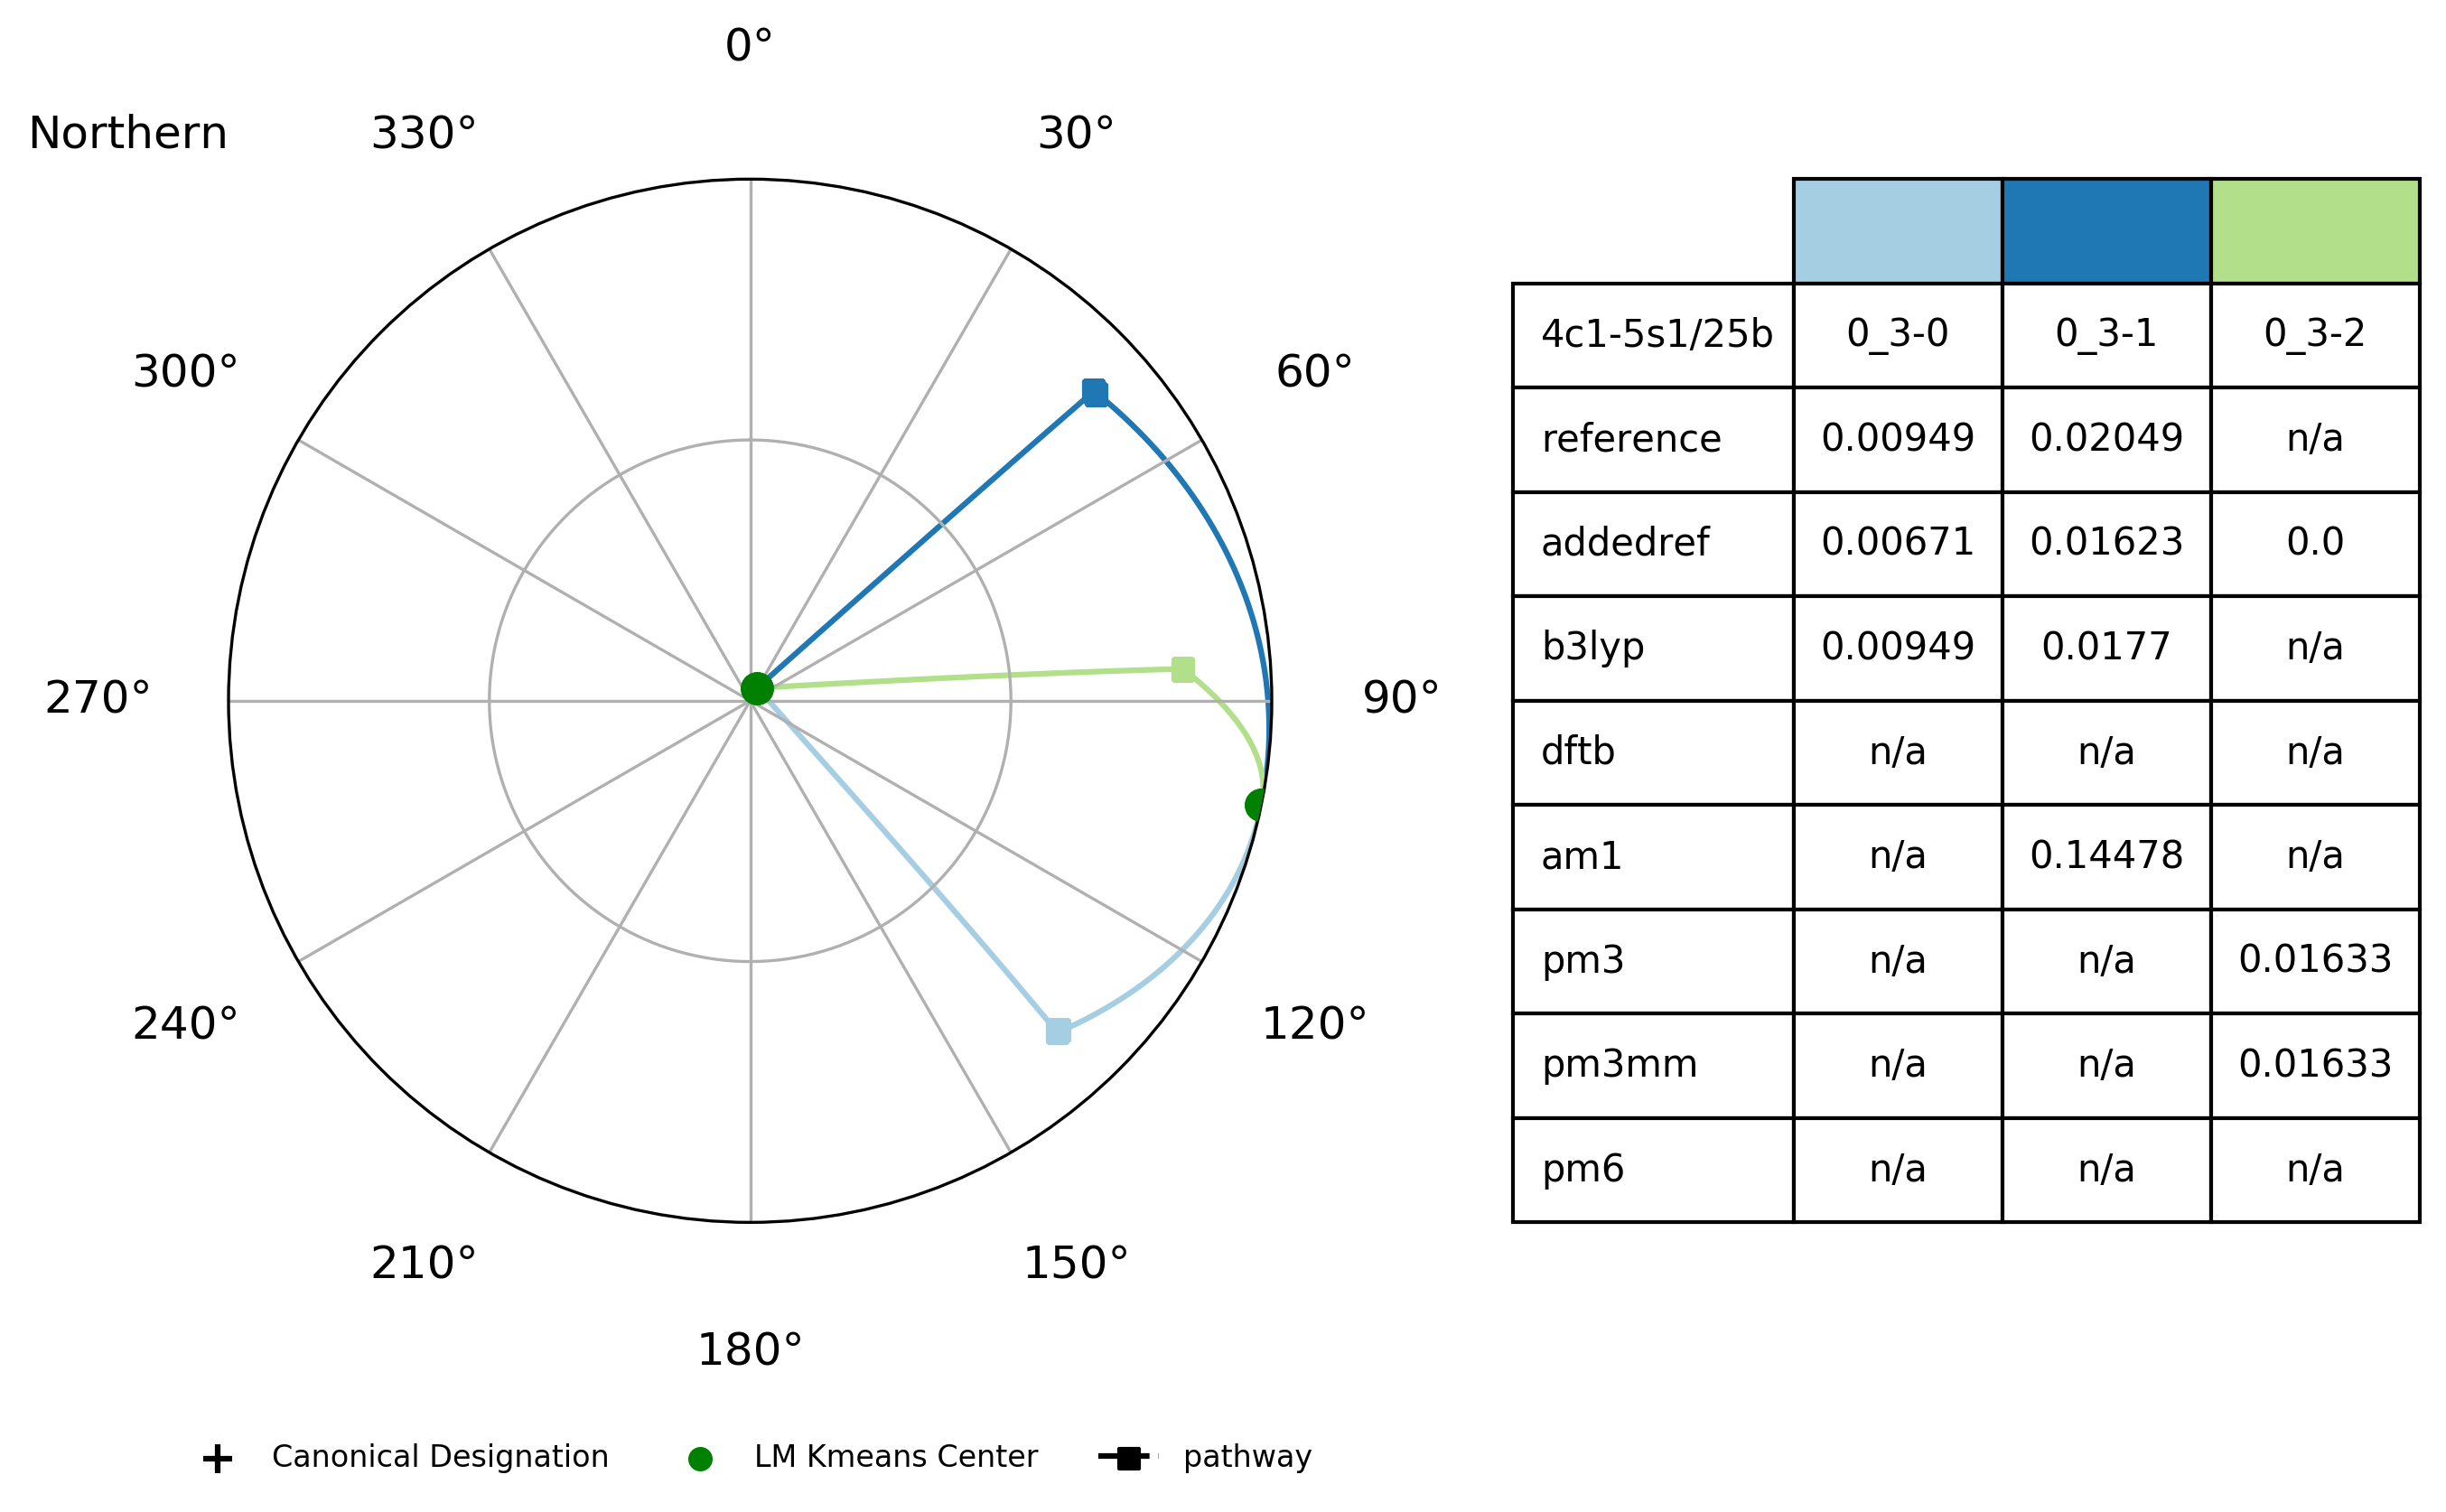 0°
Northern
330°
30°
300°
60°
270°
90°
240°
120°
210°
150°
180°
4c1-5s1/25b 0_3-0 0_3-1 0_3-2
reference 0.00949 0.02049 n/a
addedref 0.00671 0.01623 0.0
b3lyp 0.00949 0.0177 n/a
dftb n/a n/a n/a
am1 n/a 0.14478 n/a
pm3 n/a n/a 0.01633
pm3mm n/a n/a 0.01633
pm6 n/a n/a n/a
Canonical Designation LM Kmeans Center pathway